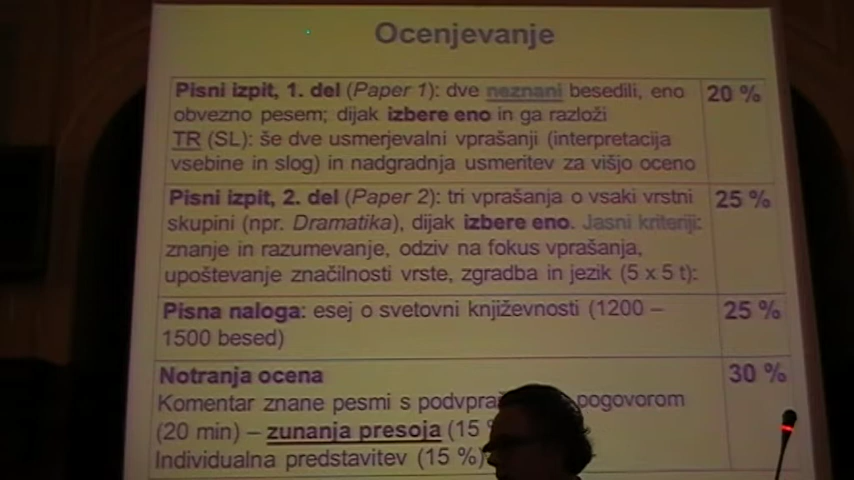 Ocenjevanje
Pisni izpit, 1. del (Paper 1): dve neznani besedili, eno
obvezno pesem; dijak izbere eno in ga razloži
TR (SL): še dve usmerjevalni vprašanji (interpretacija
vsebine in slog) in nadgradnja usmeritev za višjo oceno
20 %
Pisni izpit, 2. del (Paper 2): tri vprašanja o vsaki vrstni
skupini (npr. Dramatika), dijak izbere eno. Jasni kriteriji:
znanje in razumevanje, odziv na fokus vprašanja,
upoštevanje značilnosti vrste, zgradba in jezik (5 x 5 t):
25 %
Pisna naloga: esej o svetovni književnosti (1200 –
1500 besed)
25 %
Notranja ocena
Komentar znane pesmi s pogovorom
(20 min) – zunanja presoja (15
Individualna predstavitev (15 %)
30 %